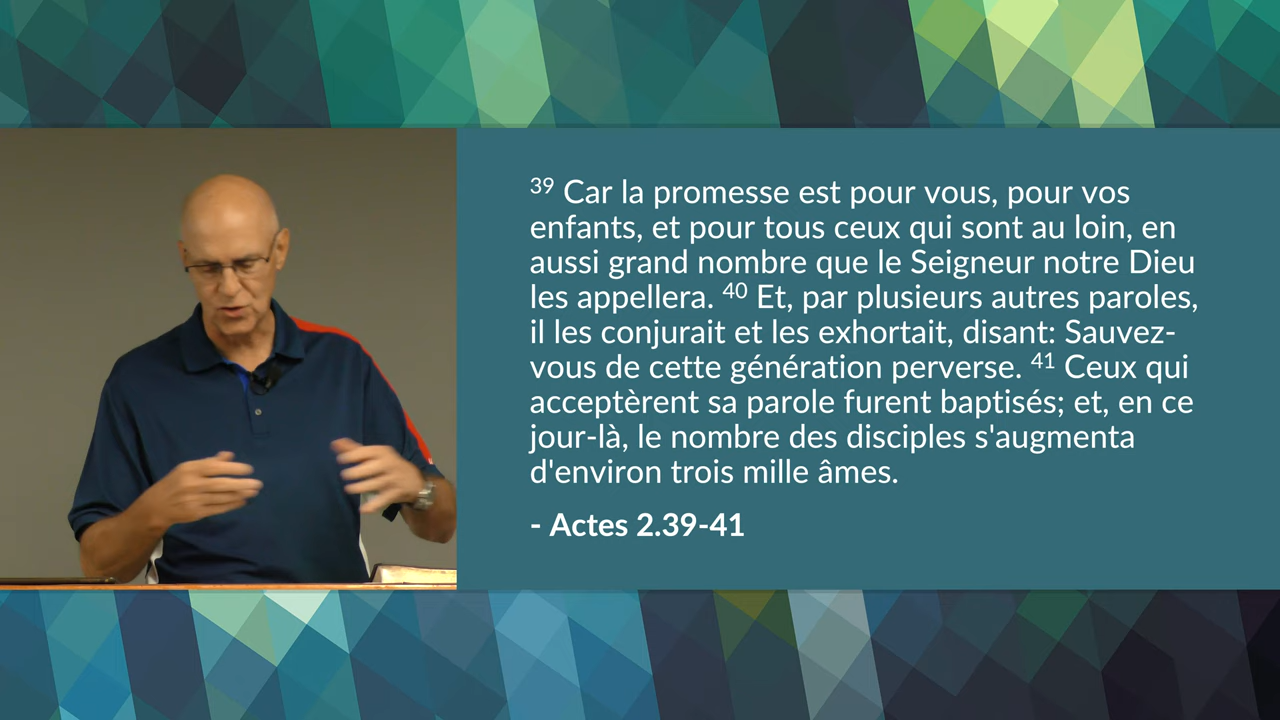 39 Car la promesse est pour vous, pour vos
enfants, et pour tous ceux qui sont au loin, en
aussi grand nombre que le Seigneur notre Dieu
les appellera. 40 Et, par plusieurs autres paroles,
il les conjurait et les exhortait, disant: Sauvez-
vous de cette génération perverse. 41 Ceux qui
acceptèrent sa parole furent baptisés; et, en ce
jour-là, le nombre des disciples s'augmenta
d'environ trois mille âmes.
- Actes 2.39-41